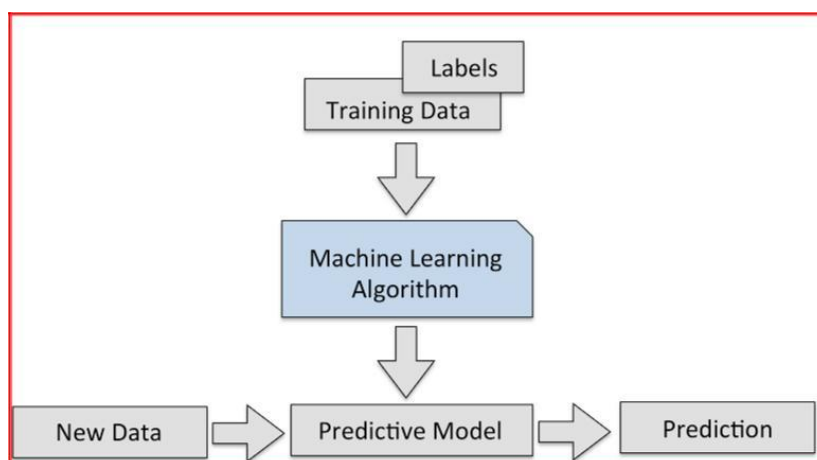 Labels
Training Data
Machine Learning
Algorithm
New Data
Predictive Model
Prediction